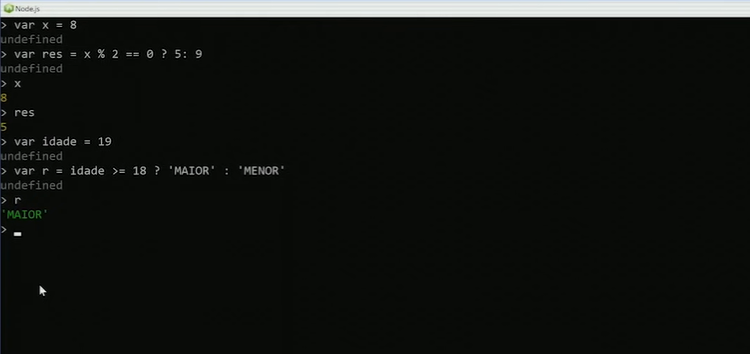 Node.js
> var x = 8
undefined
> var res = x % 2 == 0 ? 5: 9
undefined
> x
8
> res
5
> var idade = 19
undefined
> var r = idade >= 18 ? 'MAIOR' : 'MENOR'
undefined
> r
'MAIOR'
>